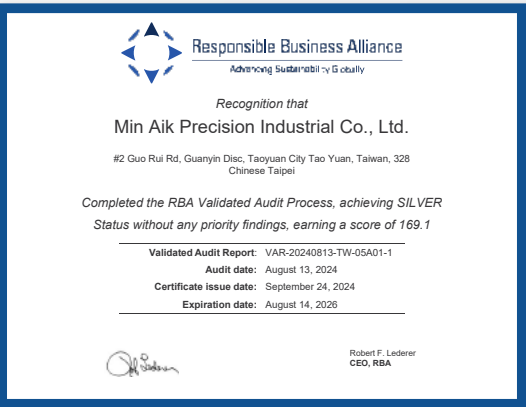 Responsible Business Alliance
Advancing Sustainability Globally
Recognition that
Min Aik Precision Industrial Co., Ltd.
#2 Guo Rui Rd, Guanyin Disc, Taoyuan City Tao Yuan, Taiwan, 328
Chinese Taipei
Completed the RBA Validated Audit Process, achieving SILVER
Status without any priority findings, earning a score of 169.1
Validated Audit Report: VAR-20240813-TW-05A01-1
Audit date: August 13, 2024
Certificate issue date: September 24, 2024
Expiration date: August 14, 2026
Robert F. Lederer
CEO, RBA